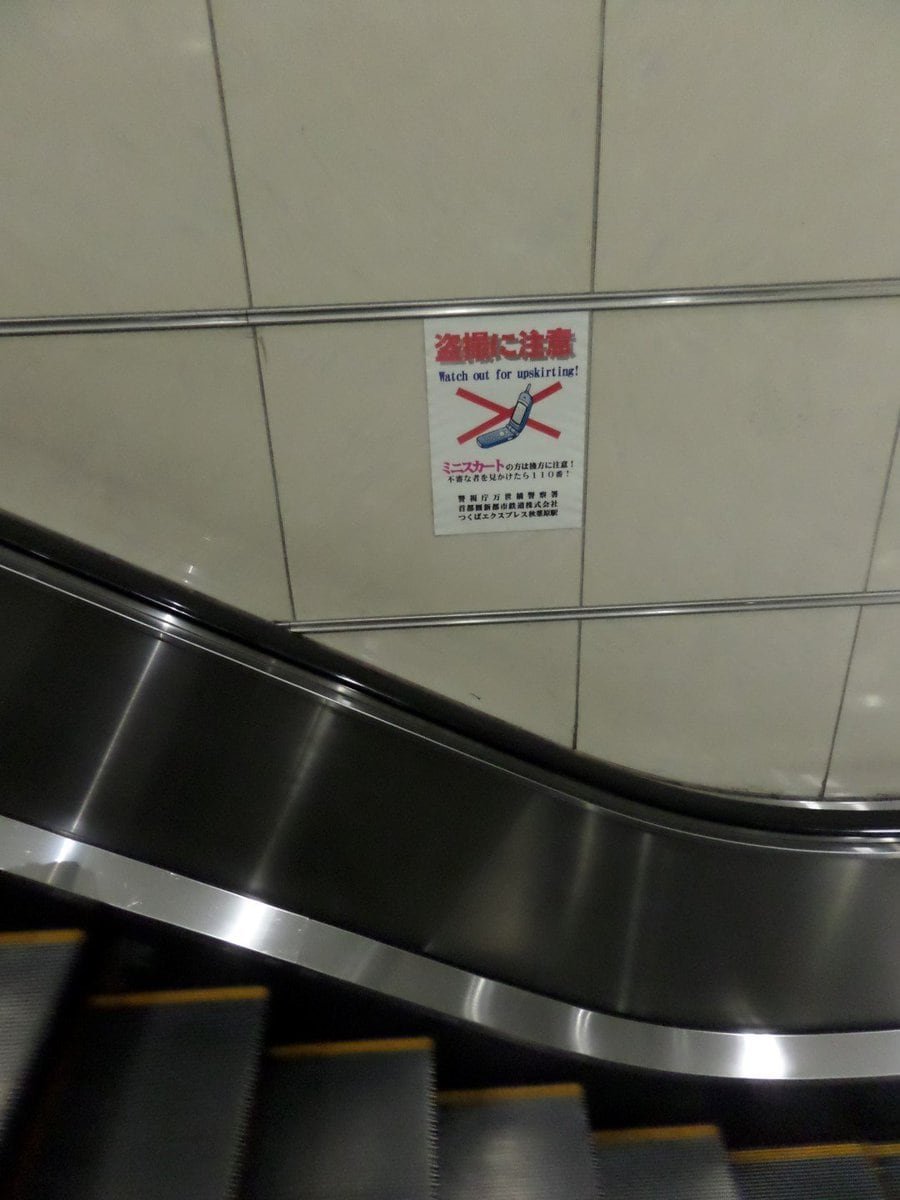 盗撮に注意
Watch out for upskirting!
ミニスカートの方は後方に注意！
不審な者を見かけたら１１０番！
警視庁万世橋警察署
首都圏新都市鉄道株式会社
つくばエクスプレス秋葉原駅